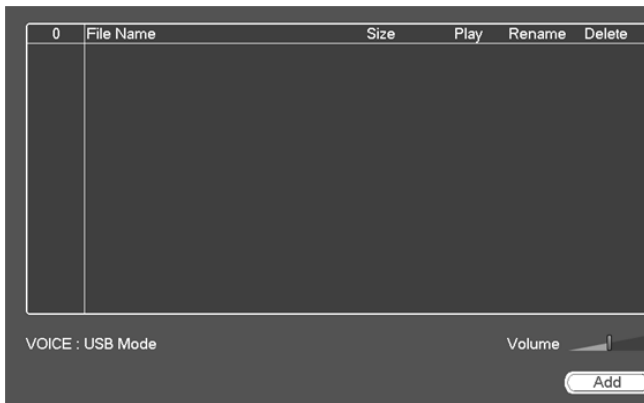 0 File Name Size Play Rename Delete
VOICE : USB Mode
Volume
Add